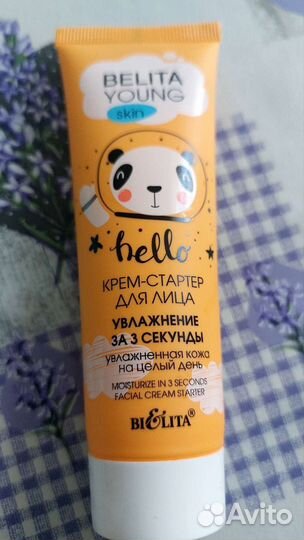 BELITA
YOUNG
skin
hello
КРЕМ-СТАРТЕР
ДЛЯ ЛИЦА
УВЛАЖНЕНИЕ
ЗА 3 СЕКУНДЫ
увлажненная кожа
на целый день
MOISTURIZE IN 3 SECONDS
FACIAL CREAM STARTER
BIELITA®
Avito